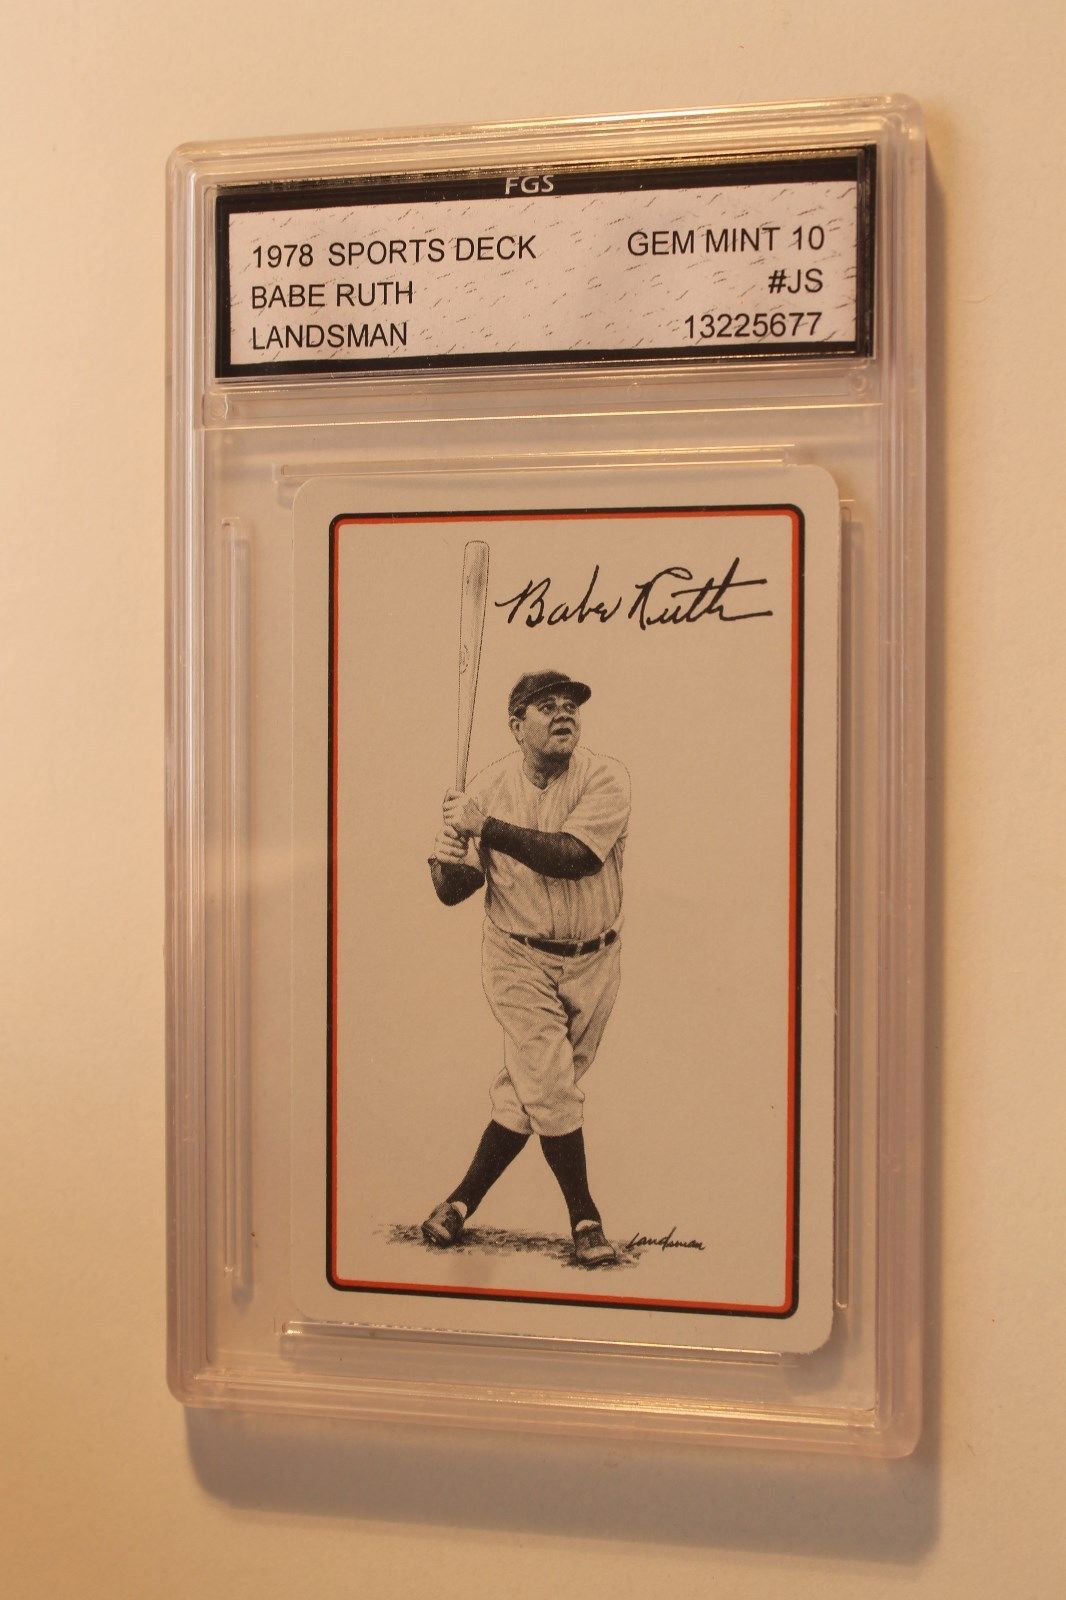 FGS
1978 SPORTS DECK GEM MINT 10
BABE RUTH #JS
LANDSMAN 13225677
Babe Ruth
Landsman